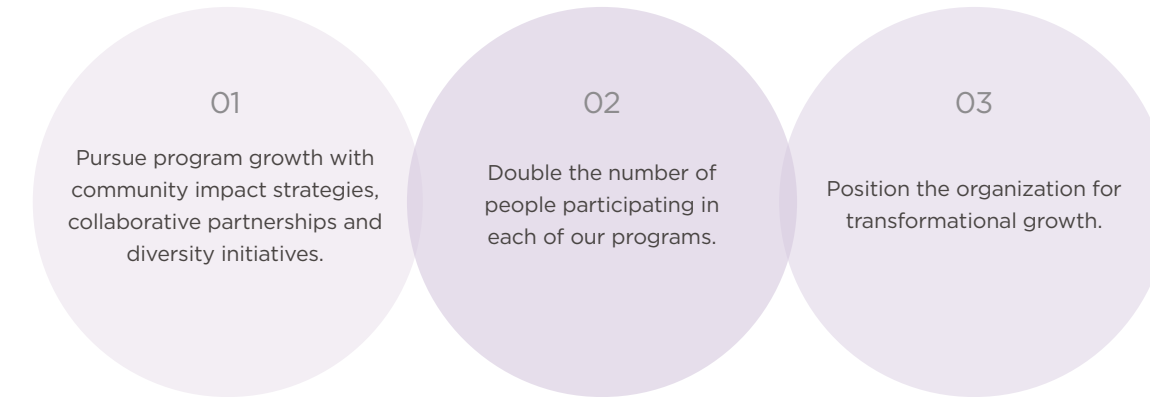 01
Pursue program growth with
community impact strategies,
collaborative partnerships and
diversity initiatives.
02
Double the number of
people participating in
each of our programs.
03
Position the organization for
transformational growth.